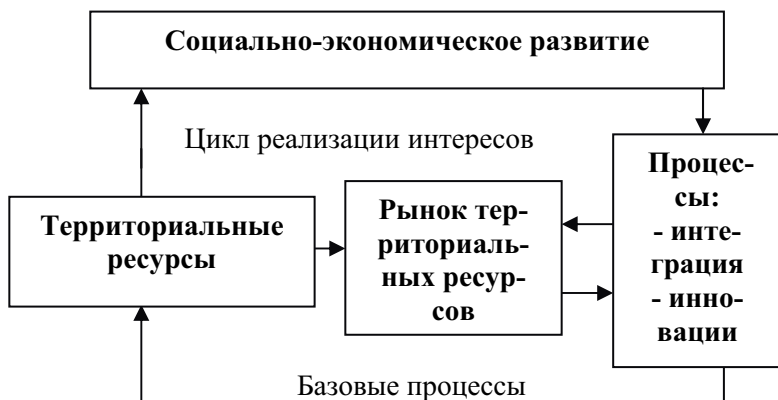 Социально-экономическое развитие
Цикл реализации интересов
Территориальные
ресурсы
Рынок тер-
риториаль-
ных ресур-
сов
Процес-
сы:
- инте-
грация
- инно-
вации
Базовые процессы